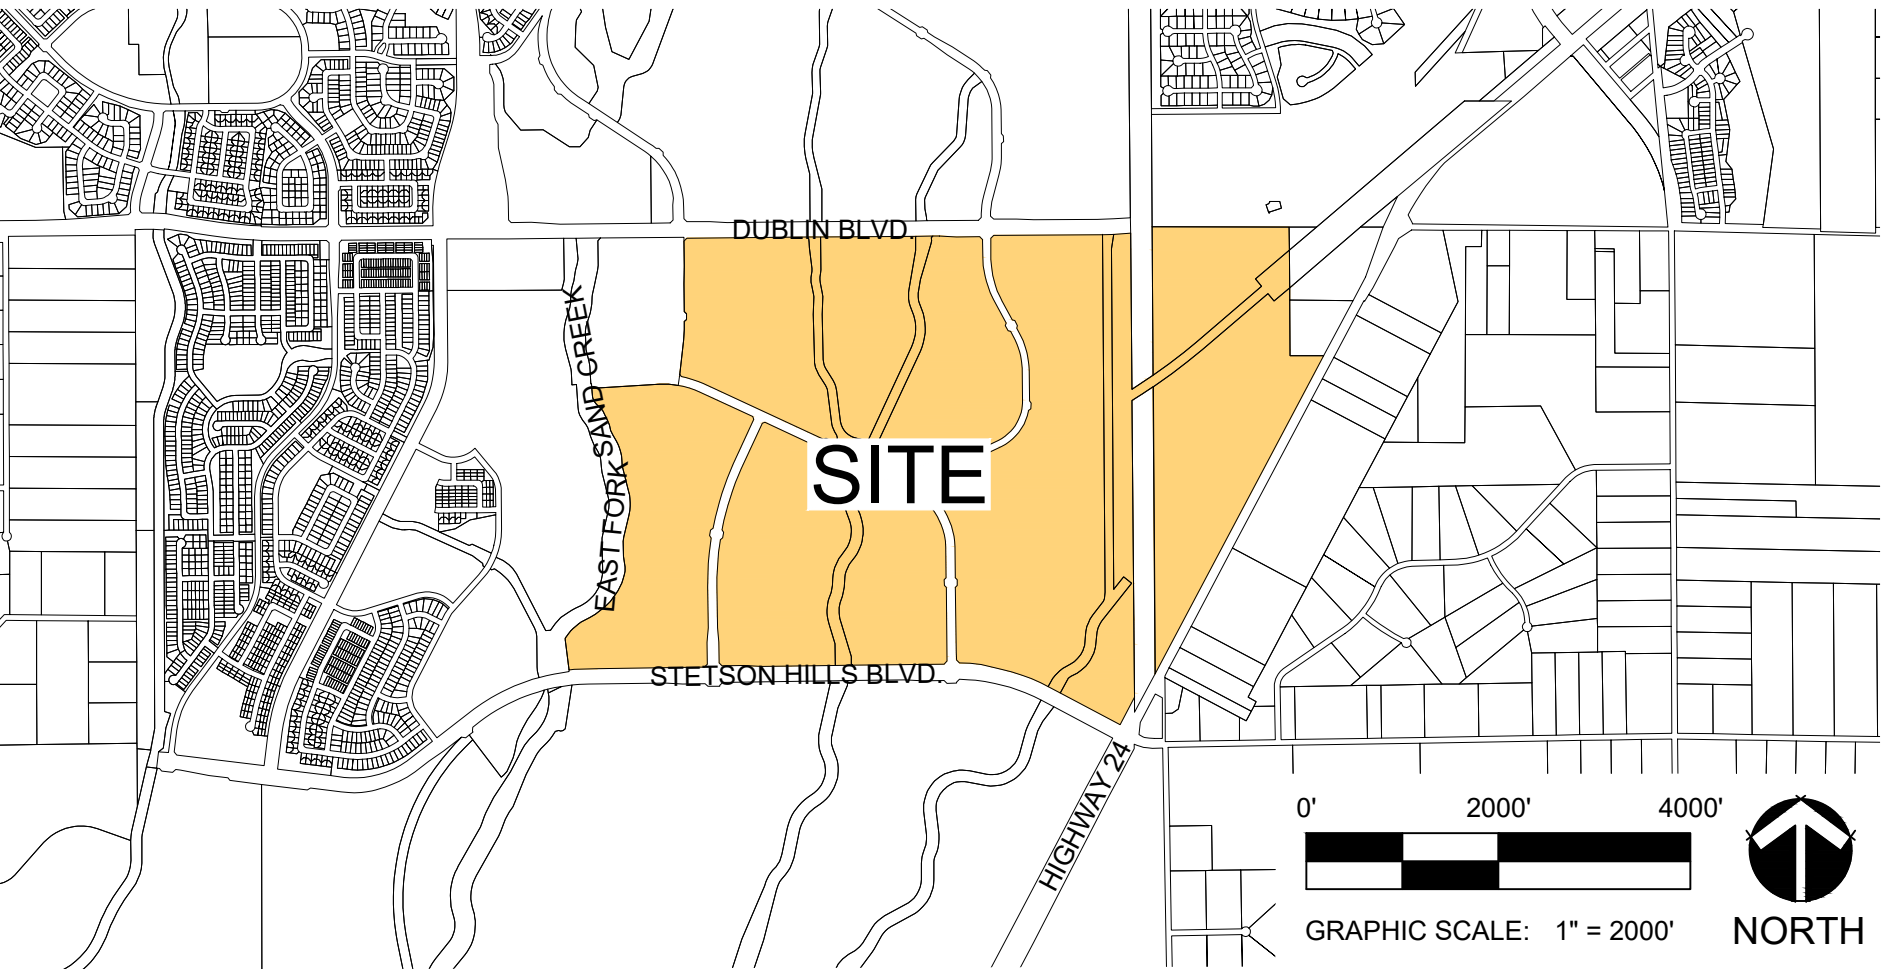 DUBLIN BLVD.
EAST FORK SAND CREEK
SITE
STETSON HILLS BLVD.
HIGHWAY 24
0' 2000' 4000'
GRAPHIC SCALE: 1" = 2000'
NORTH